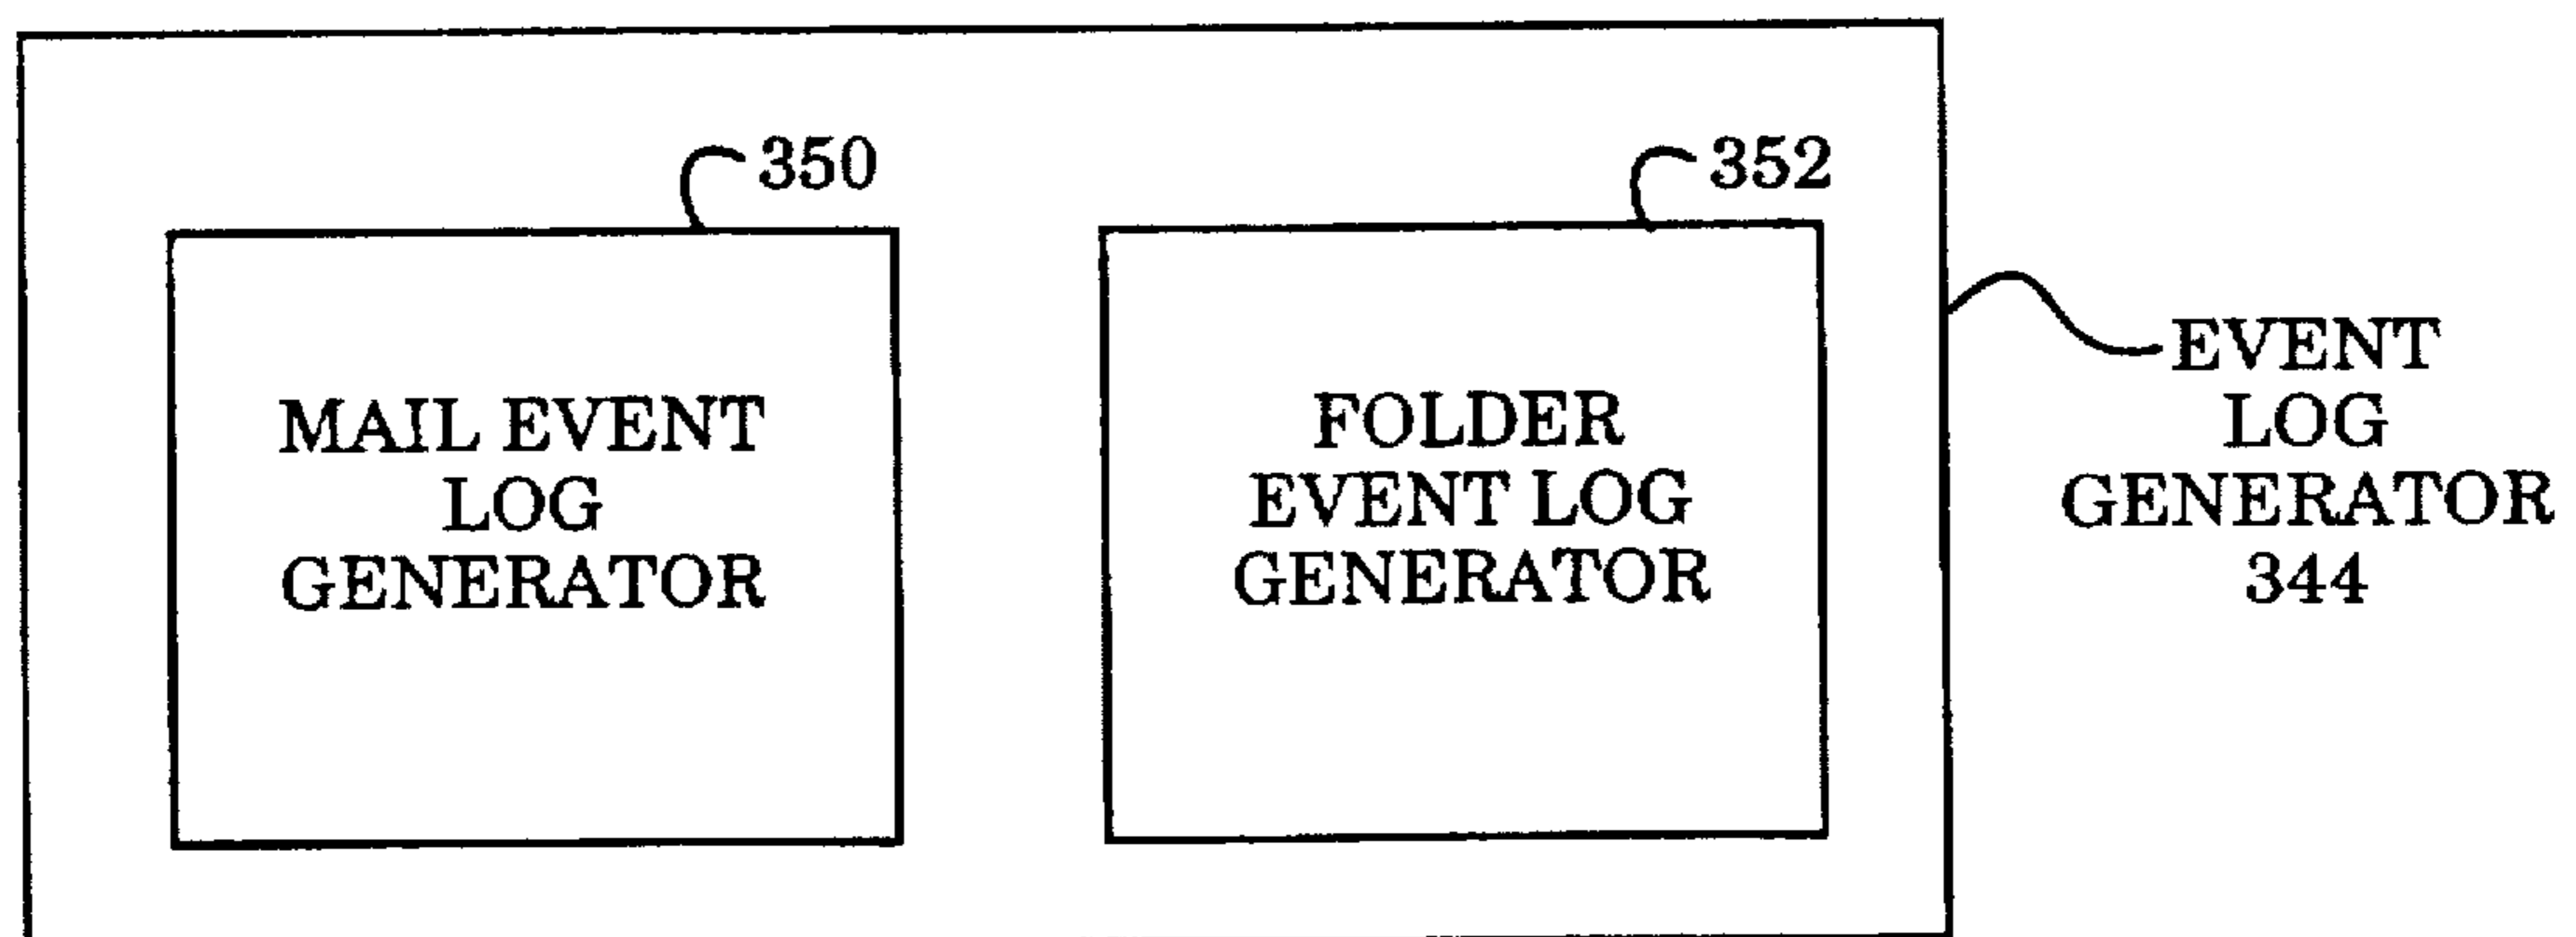 350
MAIL EVENT
LOG
GENERATOR
352
FOLDER
EVENT LOG
GENERATOR
EVENT
LOG
GENERATOR
344